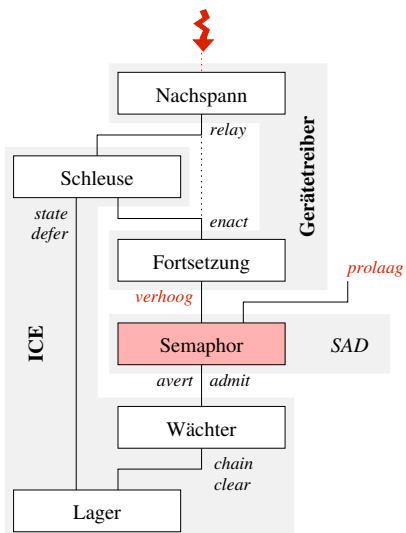 Nachspann
relay
Schleuse
Gerätetreiber
state
defer
enact
Fortsetzung
prolaag
verhoog
Semaphor
SAD
ICE
avert
admit
Wächter
chain
clear
Lager